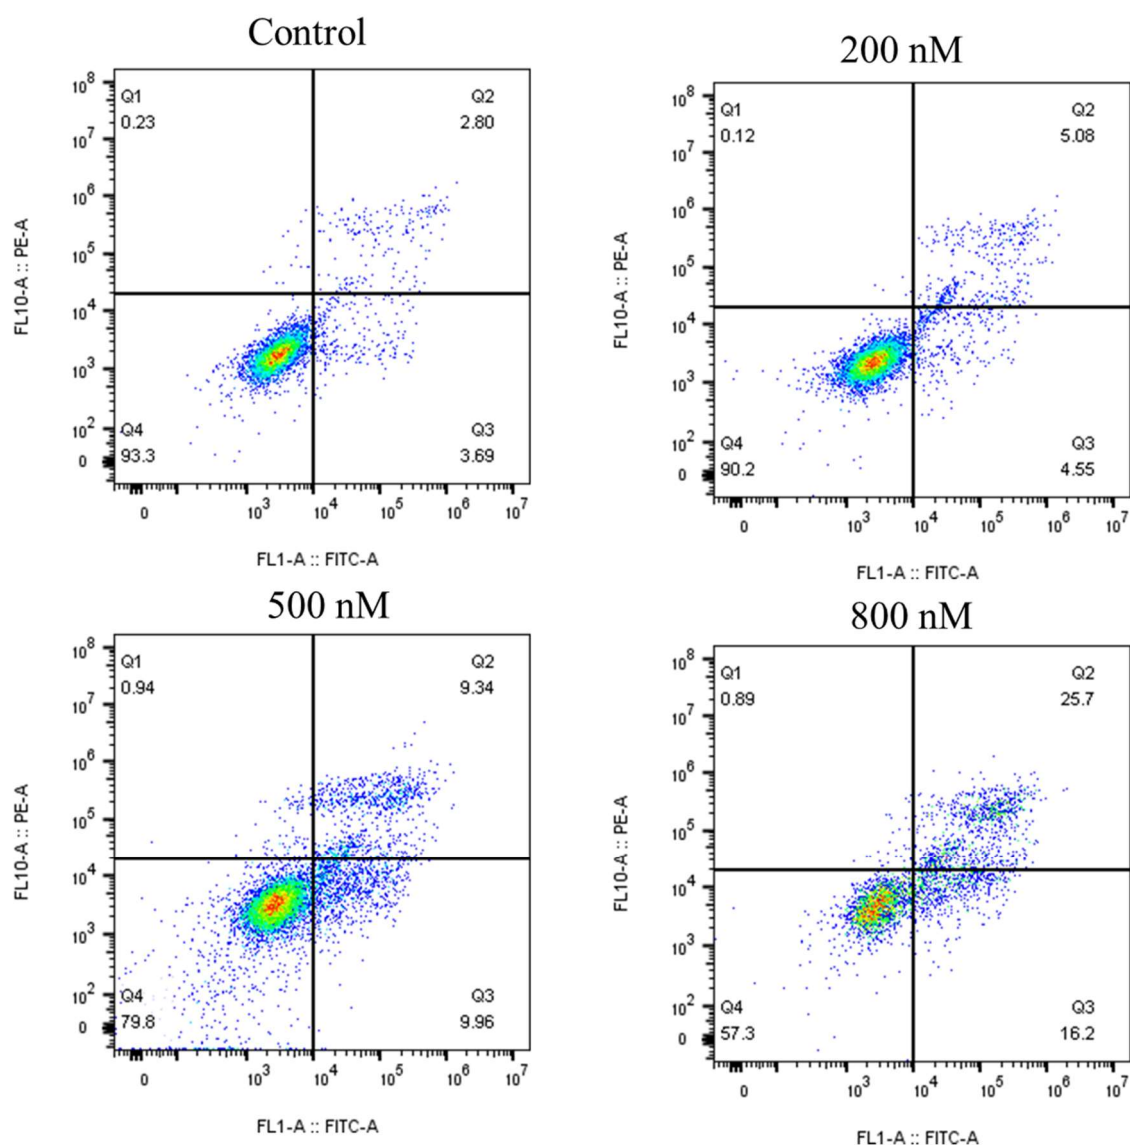 Control
Q1
0.23
Q2
2.80
Q4
93.3
Q3
3.69
10^8
10^7
10^6
10^5
10^4
10^3
10^2
0
0 10^3 10^4 10^5 10^6 10^7
FL10-A :: PE-A
FL1-A :: FITC-A
200 nM
Q1
0.12
Q2
5.08
Q4
90.2
Q3
4.55
10^8
10^7
10^6
10^5
10^4
10^3
10^2
0
0 10^3 10^4 10^5 10^6 10^7
FL10-A :: PE-A
FL1-A :: FITC-A
500 nM
Q1
0.94
Q2
9.34
Q4
79.8
Q3
9.96
10^8
10^7
10^6
10^5
10^4
10^3
10^2
0
0 10^3 10^4 10^5 10^6 10^7
FL10-A :: PE-A
FL1-A :: FITC-A
800 nM
Q1
0.89
Q2
25.7
Q4
57.3
Q3
16.2
10^8
10^7
10^6
10^5
10^4
10^3
10^2
0
0 10^3 10^4 10^5 10^6 10^7
FL10-A :: PE-A
FL1-A :: FITC-A